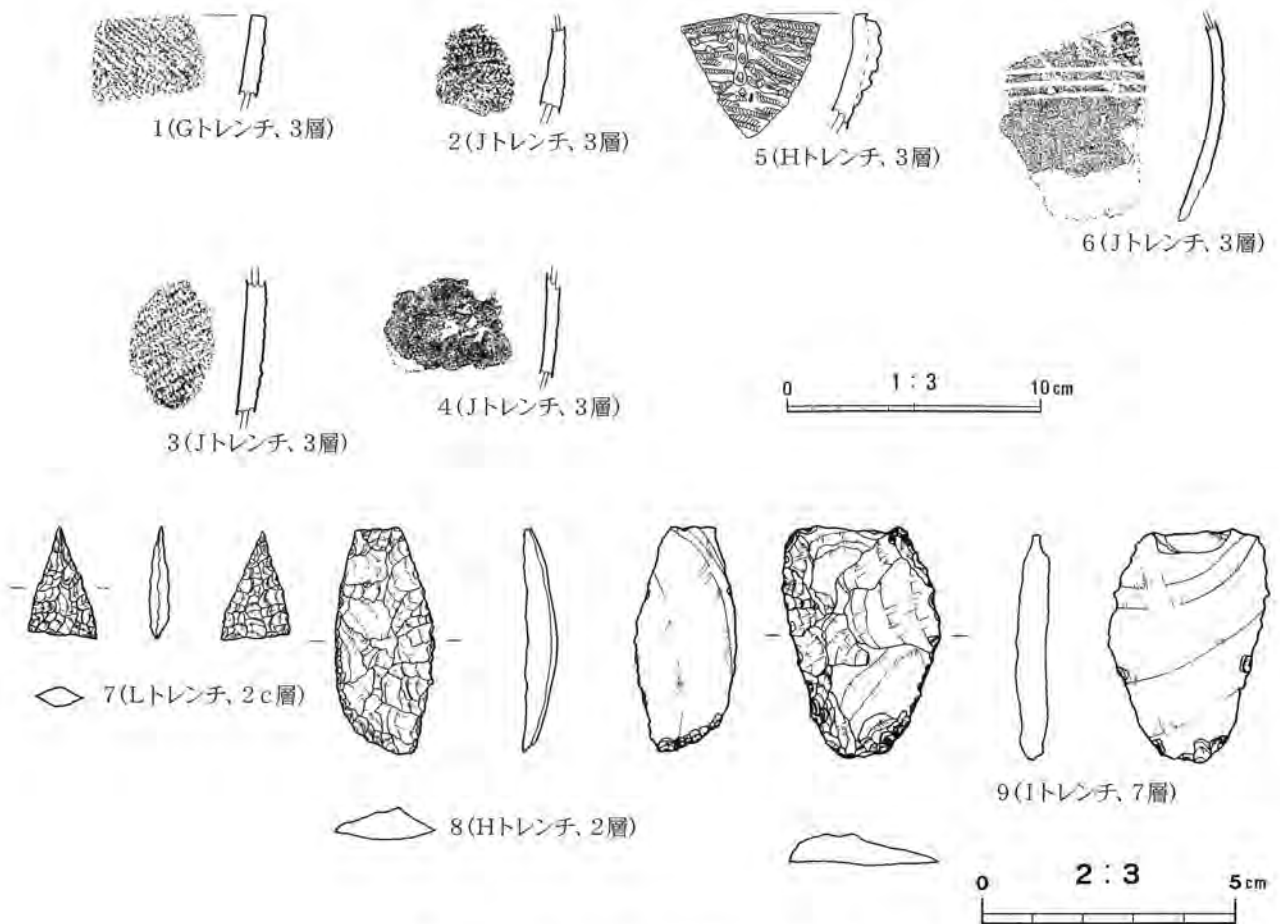 1(Gトレンチ、3層)
2(Jトレンチ、3層)
5(Hトレンチ、3層)
6(Jトレンチ、3層)
3(Jトレンチ、3層)
4(Jトレンチ、3層)
0 1:3 10cm
7(Lトレンチ、2c層)
8(Hトレンチ、2層)
9(Iトレンチ、7層)
0 2:3 5cm